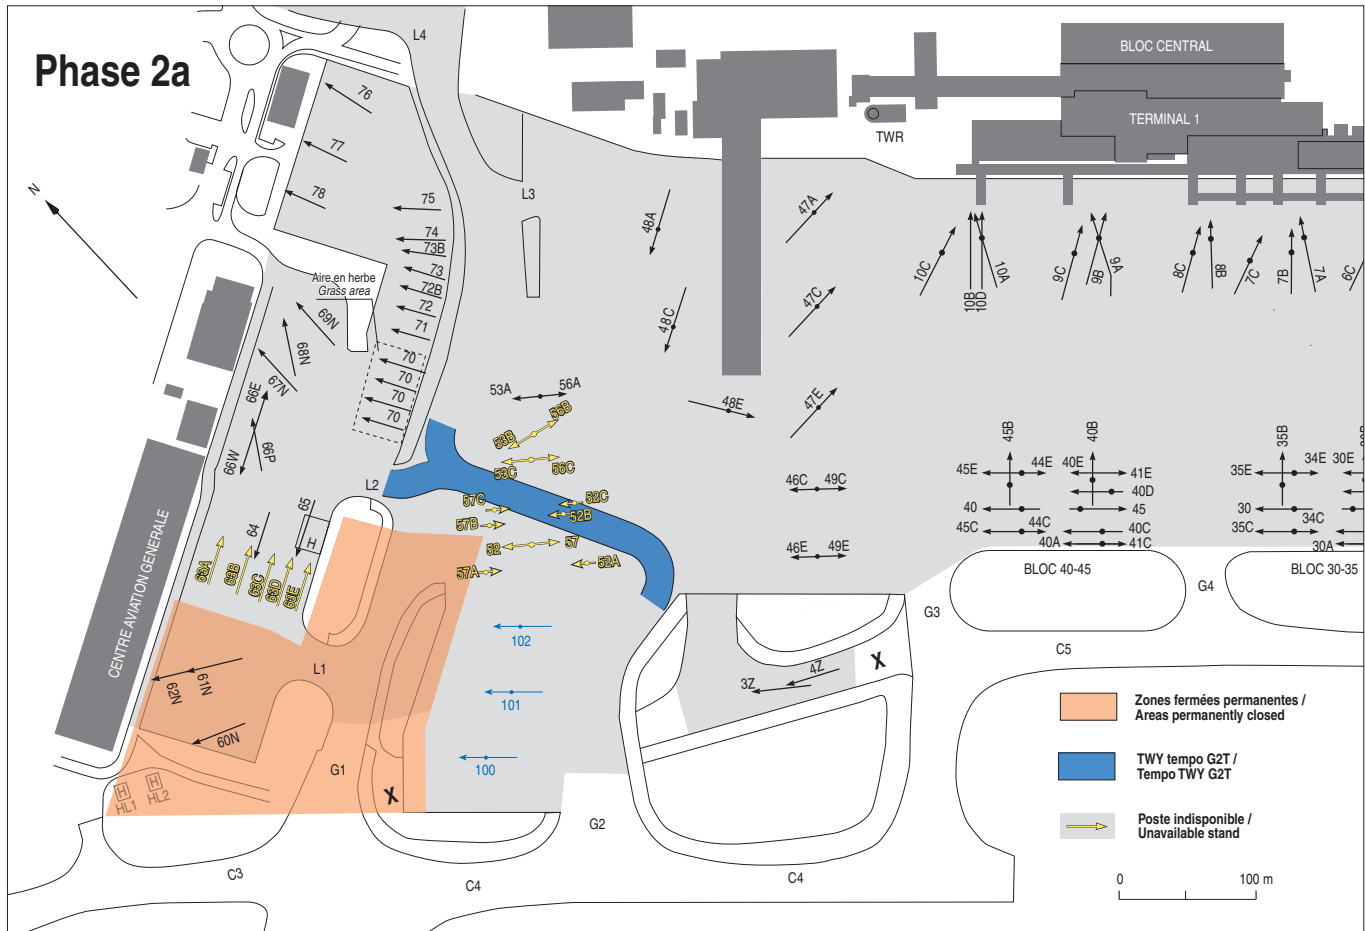 Phase 2a
L4
BLOC CENTRAL
TERMINAL 1
TWR
N
76
77
78
75
74
73B
73
72B
72
71
70
70
70
70
L3
48A
47A
10C
10B
10D
10A
9C
9B
9A
8C
8B
7C
7B
7A
6C
Aire en herbe
Grass area
69N
68N
67N
66E
66P
66W
48C
47C
48E
47E
53A
56A
53B
56B
53C
56C
57C
52C
57B
52B
52
57
57A
52A
L2
65
64
H
63A
63B
63C
63D
63E
46C
49C
46E
49E
45B
40B
45E
44E
40E
41E
40D
40
45
45C
44C
40C
40A
41C
35B
35E
34E
30E
30
34C
35C
30A
BLOC 40-45
BLOC 30-35
G3
G4
C5
CENTRE AVIATION GENERALE
L1
61N
62N
60N
102
101
100
4Z
3Z
X
G1
X
H
H
HL1
HL2
G2
C3
C4
C4
Zones fermées permanentes /
Areas permanently closed
TWY tempo G2T /
Tempo TWY G2T
Poste indisponible /
Unavailable stand
0
100 m